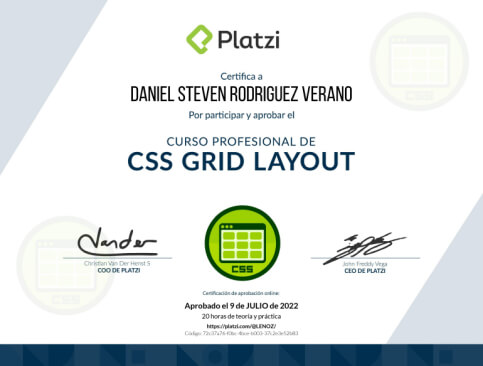 Platzi
Certifica a
DANIEL STEVEN RODRIGUEZ VERANO
Por participar y aprobar el
CURSO PROFESIONAL DE
CSS GRID LAYOUT
Christian Van Der Henst S
COO DE PLATZI
CSS
John Freddy Vega
CEO DE PLATZI
Certificación de aprobación online:
Aprobado el 9 de JULIO de 2022
20 horas de teoría y práctica
https://platzi.com/@LENOZ/
Código: